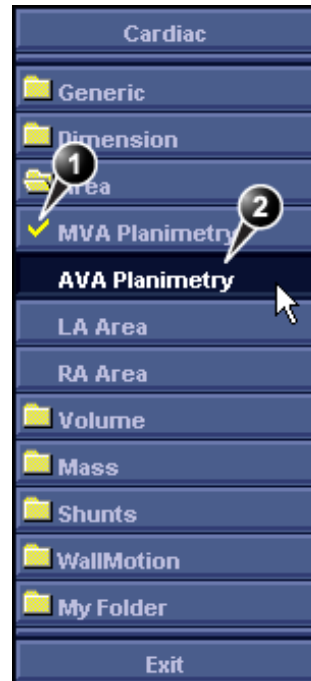 Cardiac
Generic
Dimension
Area
1
2
MVA Planimetry
AVA Planimetry
LA Area
RA Area
Volume
Mass
Shunts
WallMotion
My Folder
Exit